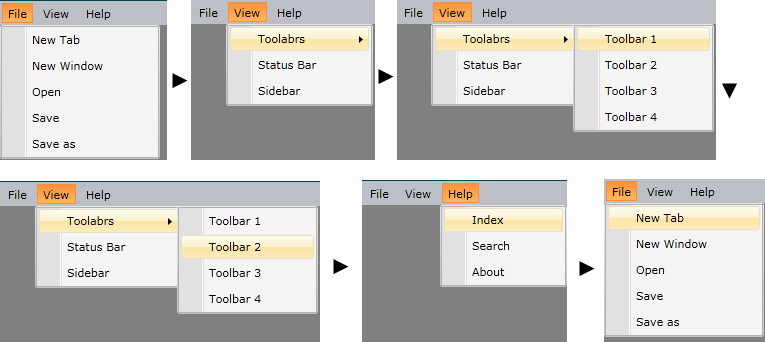 File View Help
New Tab
New Window
Open
Save
Save as
File View Help
Toolabrs
Status Bar
Sidebar
File View Help
Toolabrs
Status Bar
Sidebar
Toolbar 1
Toolbar 2
Toolbar 3
Toolbar 4
File View Help
Toolabrs
Status Bar
Sidebar
Toolbar 1
Toolbar 2
Toolbar 3
Toolbar 4
File View Help
Index
Search
About
File View Help
New Tab
New Window
Open
Save
Save as